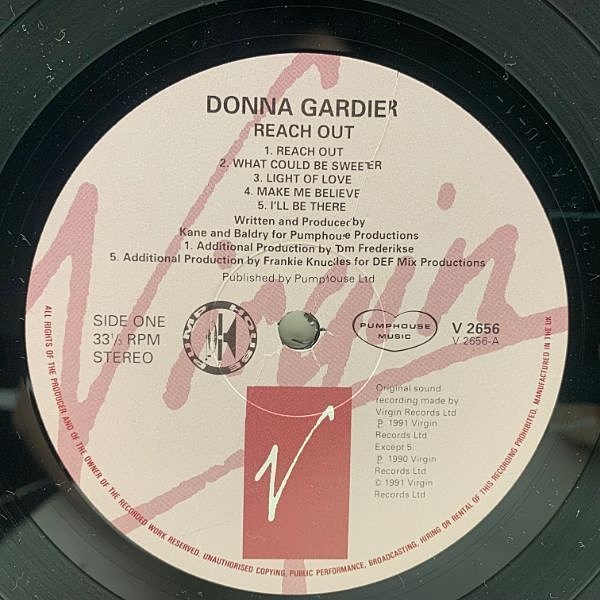 DONNA GARDIER
REACH OUT
1. REACH OUT
2. WHAT COULD BE SWEETER
3. LIGHT OF LOVE
4. MAKE ME BELIEVE
5. I'LL BE THERE
Written and Producer by
Kane and Baldry for Pumphouse Productions
1. Additional Production by Tom Frederikse
5. Additional Production by Frankie Knuckles for DEF Mix Productions
Published by Pumphouse Ltd
SIDE ONE
33⅓ RPM
STEREO
PUMP HOUSE
PUMPHOUSE
MUSIC
V 2656
V 2656-A
Original sound
recording made by
Virgin Records Ltd
℗ 1991 Virgin
Records Ltd
Except 5.
℗ 1990 Virgin
Records Ltd
© 1991 Virgin
Records Ltd
Virgin
V
ALL RIGHTS OF THE PRODUCER AND OF THE OWNER OF THE RECORDED WORK RESERVED. UNAUTHORISED COPYING, PUBLIC PERFORMANCE, BROADCASTING, HIRING OR RENTAL OF THIS RECORDING PROHIBITED. MANUFACTURED IN THE UK